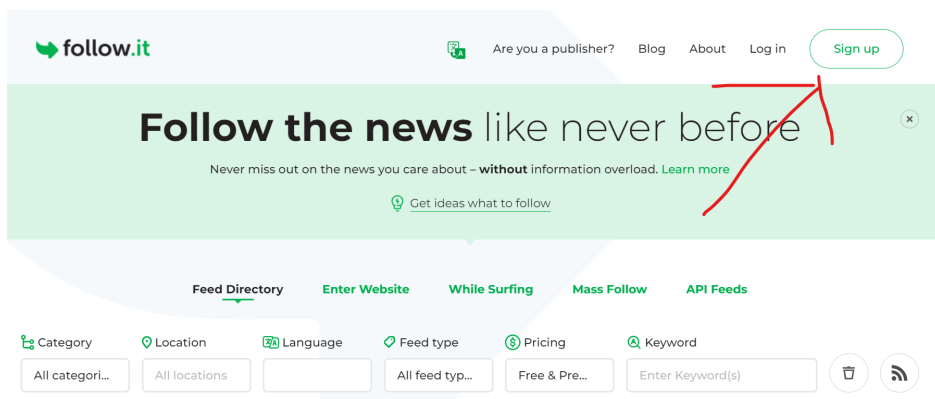 follow.it
Are you a publisher? Blog About Log in Sign up
Follow the news like never before
Never miss out on the news you care about – without information overload. Learn more
Get ideas what to follow
Feed Directory Enter Website While Surfing Mass Follow API Feeds
Category Location Language Feed type Pricing Keyword
All categori... All locations All feed typ... Free & Pre... Enter Keyword(s)